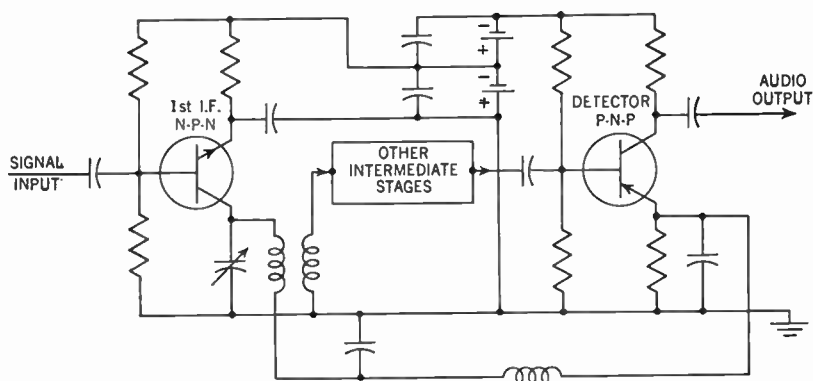 -
+
-
+
1st I.F.
N-P-N
DETECTOR
P-N-P
AUDIO
OUTPUT
SIGNAL
INPUT
OTHER
INTERMEDIATE
STAGES